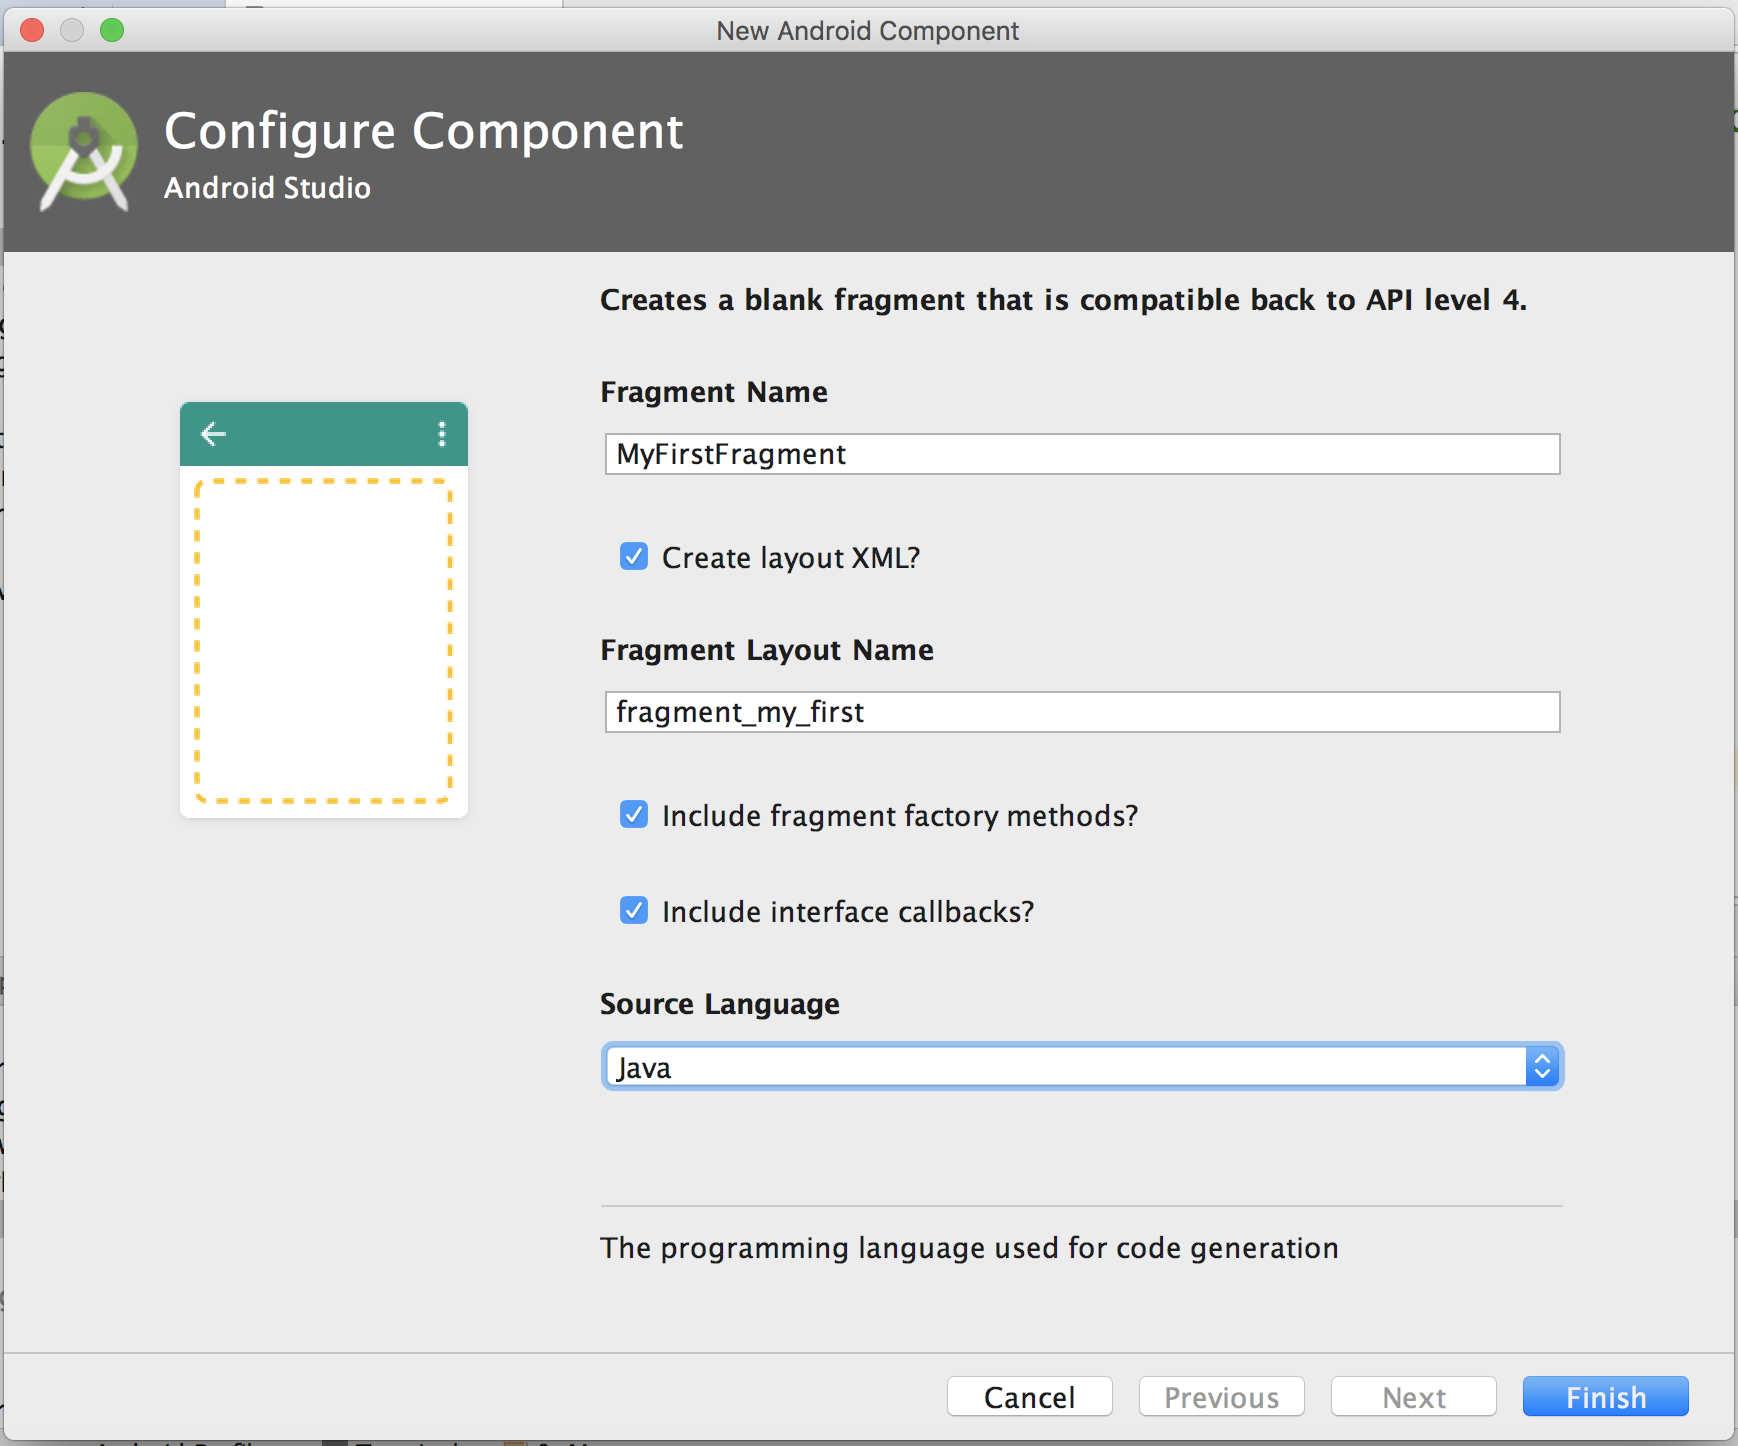 New Android Component
Configure Component
Android Studio
Creates a blank fragment that is compatible back to API level 4.
Fragment Name
MyFirstFragment
Create layout XML?
Fragment Layout Name
fragment_my_first
Include fragment factory methods?
Include interface callbacks?
Source Language
Java
The programming language used for code generation
Cancel
Previous
Next
Finish